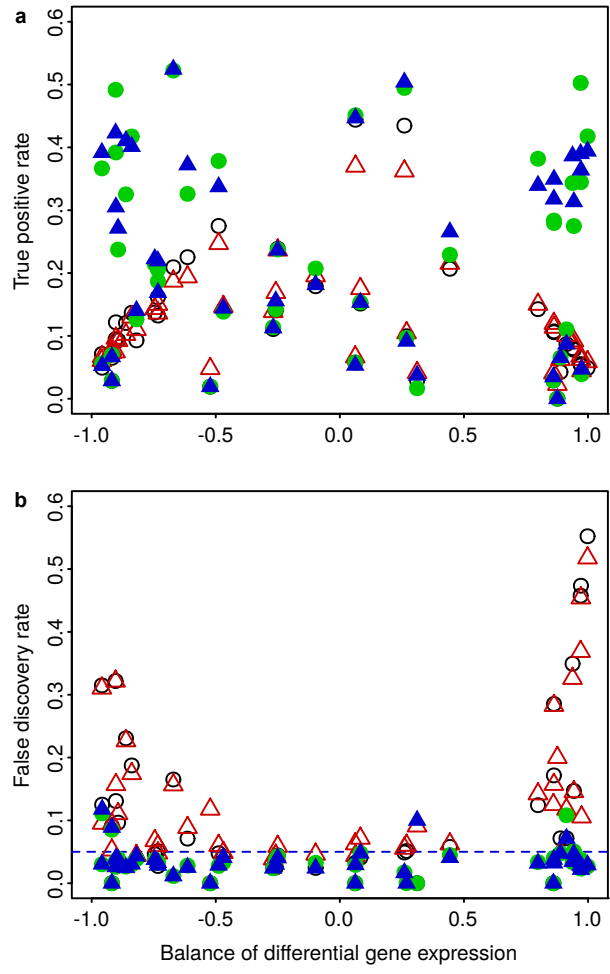 a
True positive rate
0.6
0.5
0.4
0.3
0.2
0.1
0.0
-1.0 -0.5 0.0 0.5 1.0
b
False discovery rate
0.6
0.5
0.4
0.3
0.2
0.1
0.0
-1.0 -0.5 0.0 0.5 1.0
Balance of differential gene expression